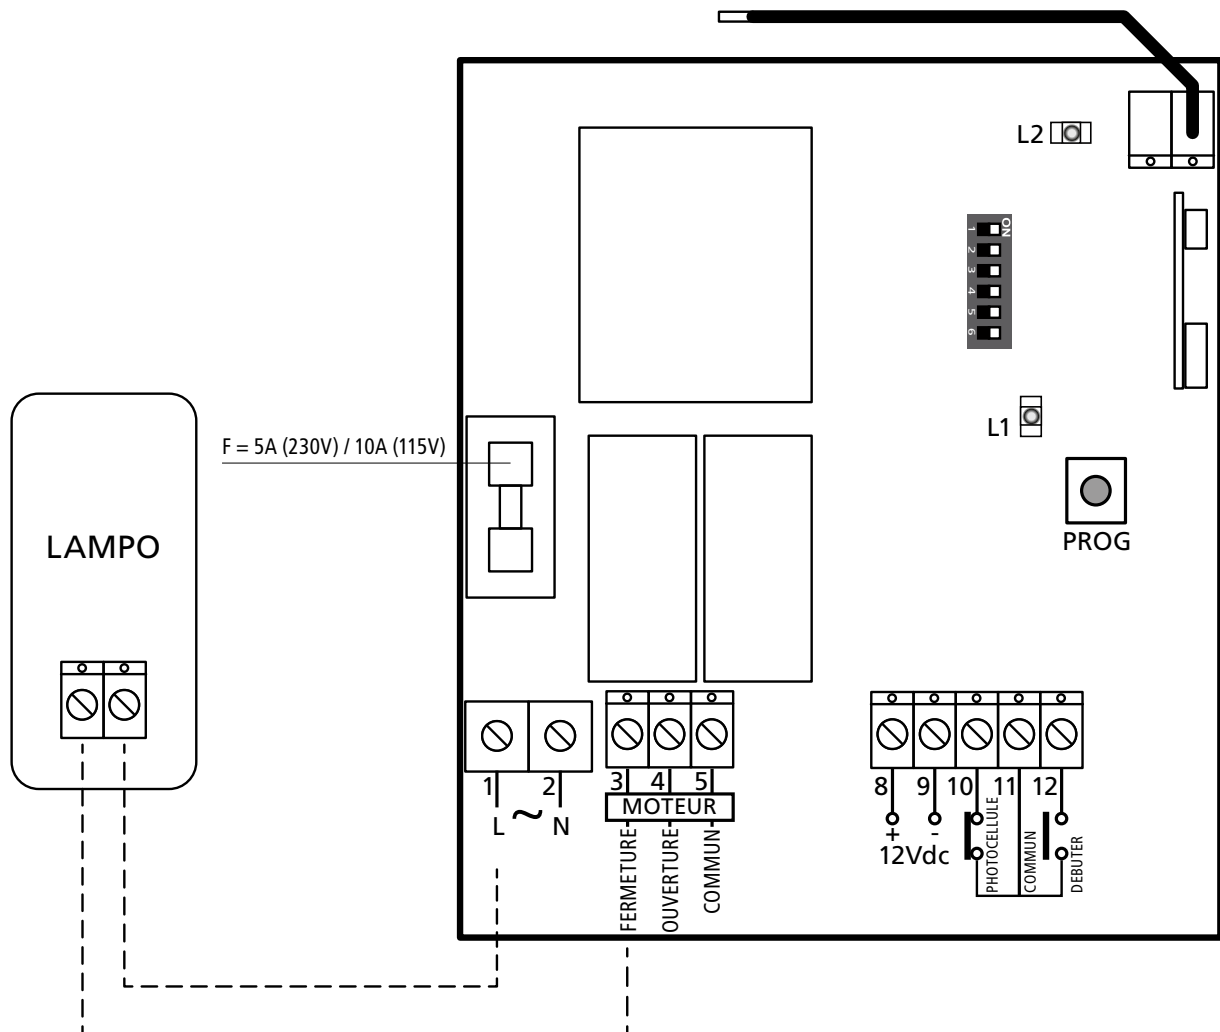 L2
ON
1
2
3
4
5
6
L1
F = 5A (230V) / 10A (115V)
PROG
LAMPO
1 2
L ~ N
3 4 5
MOTEUR
FERMETURE
OUVERTURE
COMMUN
8 9 10 11 12
+ -
12Vdc
PHOTOCELLULE
COMMUN
DEBUTER